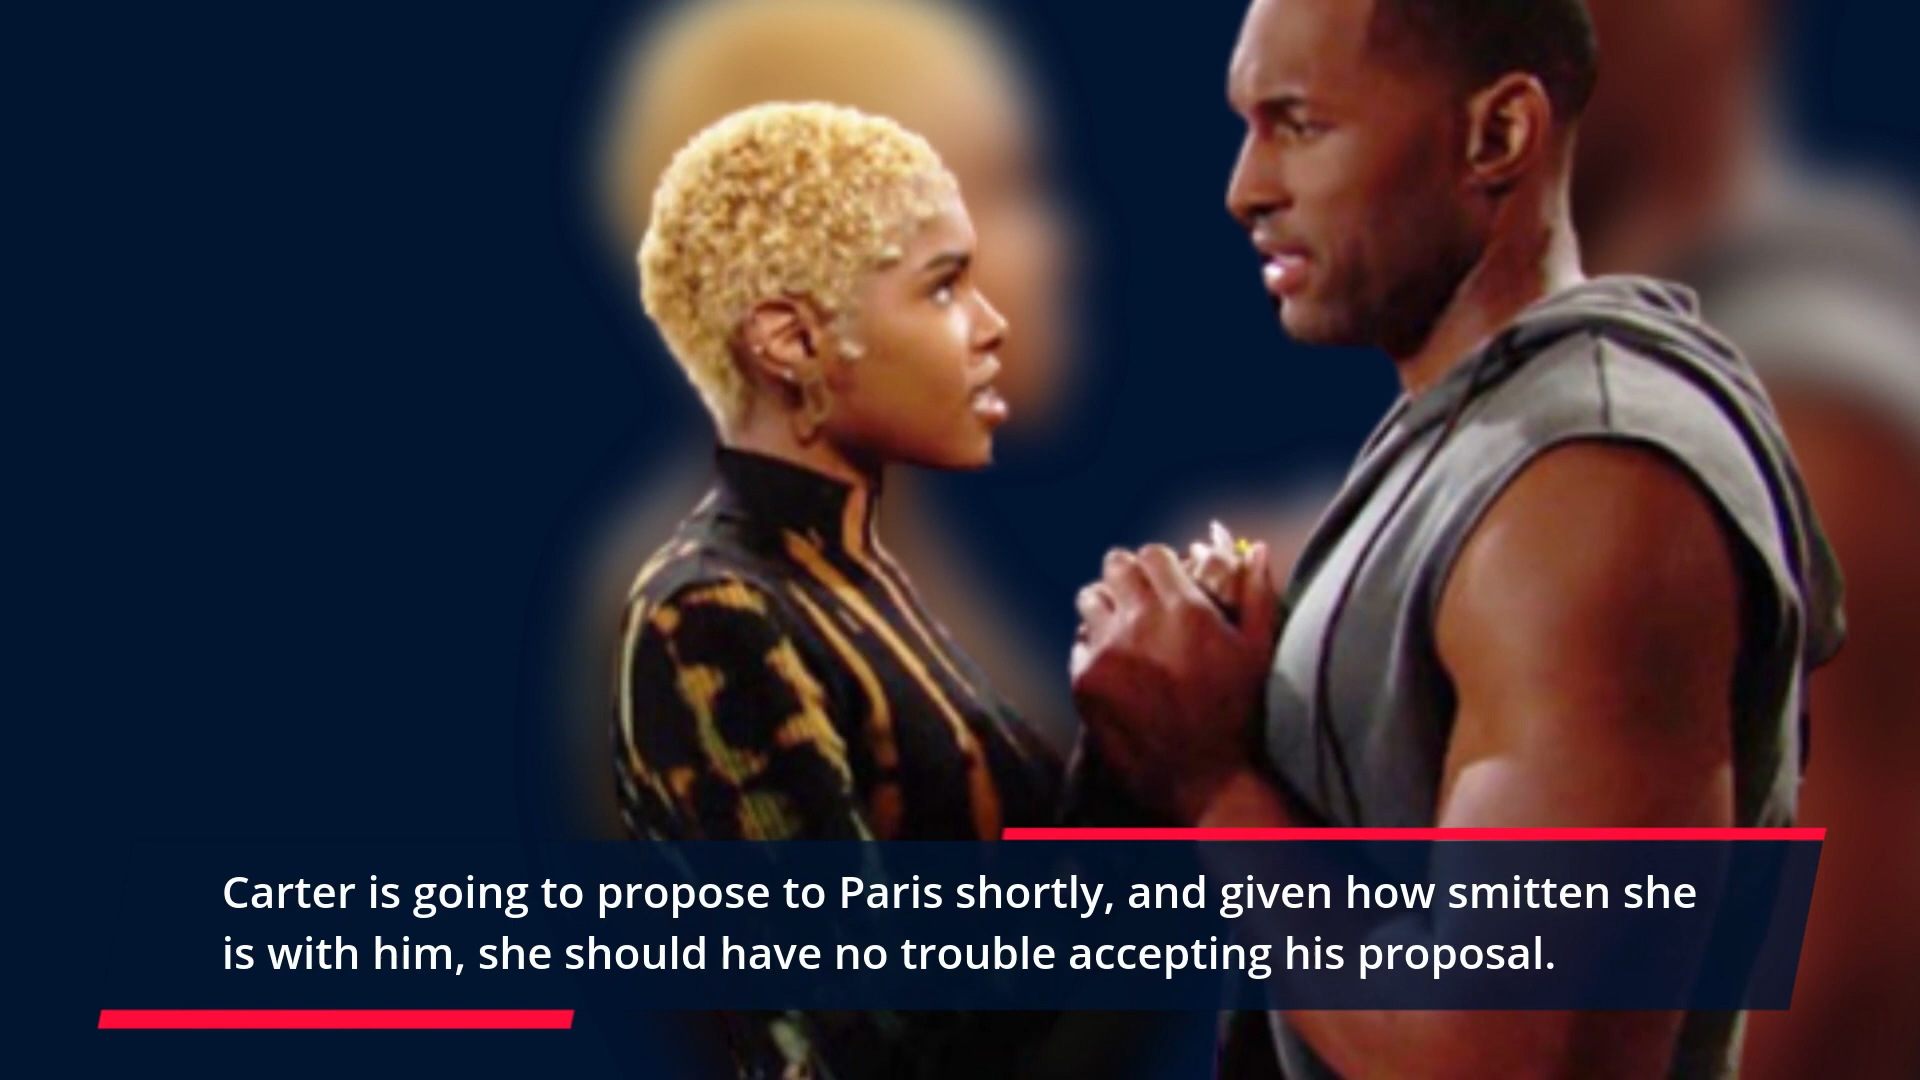 Carter is going to propose to Paris shortly, and given how smitten she
is with him, she should have no trouble accepting his proposal.